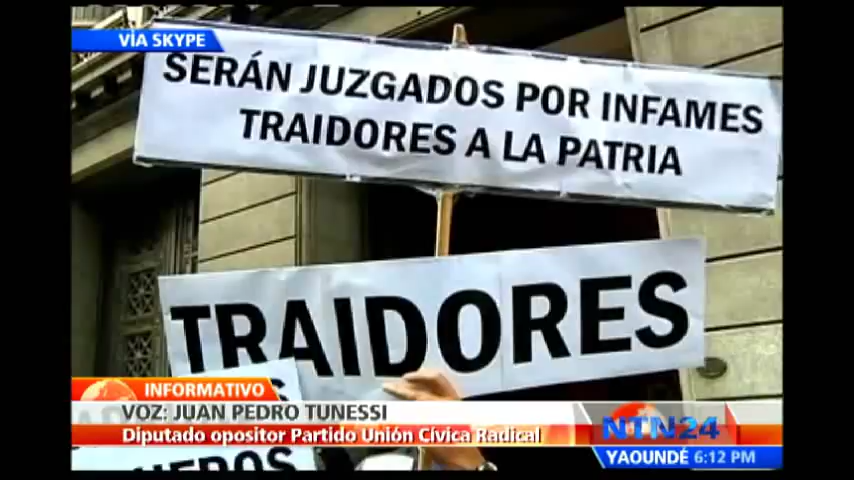 VÍA SKYPE
SERÁN JUZGADOS POR INFAMES
TRAIDORES A LA PATRIA
TRAIDORES
INFORMATIVO
VOZ: JUAN PEDRO TUNESSI
Diputado opositor Partido Unión Cívica Radical
NTN24
YAOUNDÉ 6:12 PM